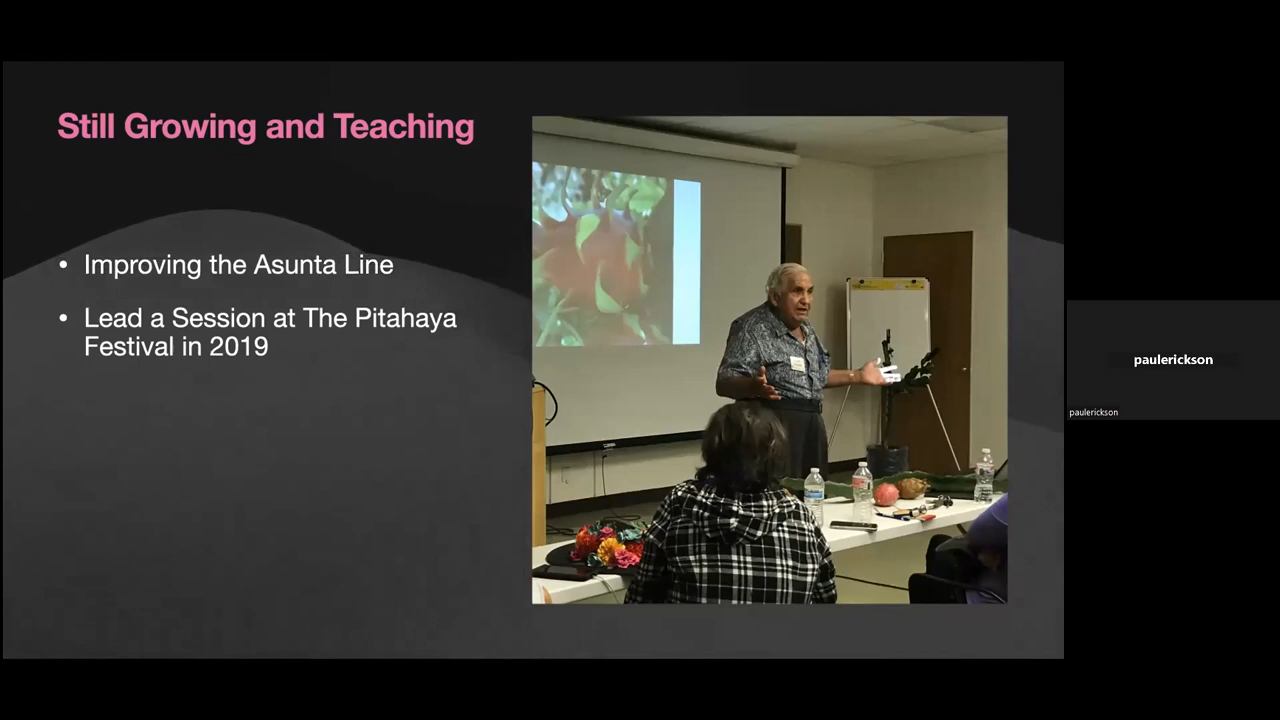 Still Growing and Teaching
• Improving the Asunta Line
• Lead a Session at The Pitahaya
Festival in 2019
paulerickson
paulerickson